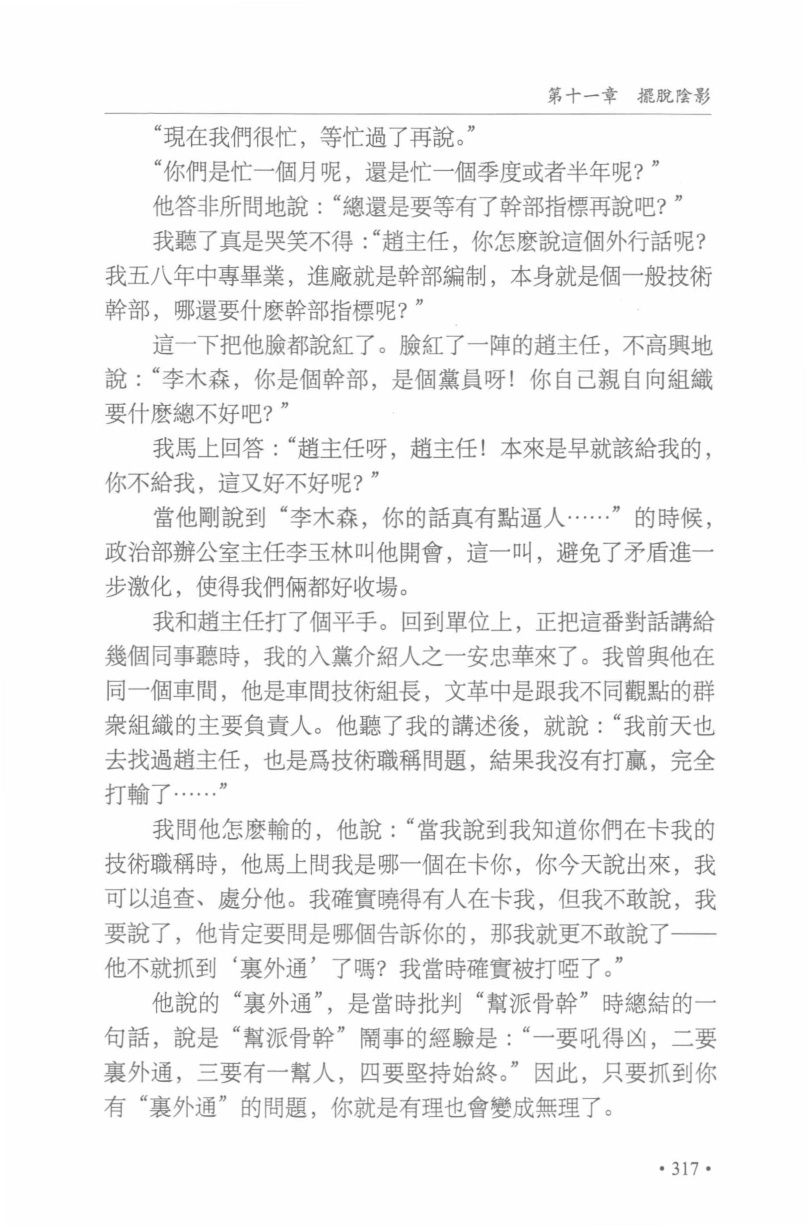 第十一章　擺脫陰影
“現在我們很忙，等忙過了再說。”
“你們是忙一個月呢，還是忙一個季度或者半年呢？”
他答非所問地說：“總還是要等有了幹部指標再說吧？”
我聽了真是哭笑不得：“趙主任，你怎麽說這個外行話呢？
我五八年中專畢業，進廠就是幹部編制，本身就是個一般技術
幹部，哪還要什麽幹部指標呢？”
這一下把他臉都說紅了。臉紅了一陣的趙主任，不高興地
說：“李木森，你是個幹部，是個黨員呀！你自己親自向組織
要什麽總不好吧？”
我馬上回答：“趙主任呀，趙主任！本來是早就該給我的，
你不給我，這又好不好呢？”
當他剛說到“李木森，你的話真有點逼人……”的時候，
政治部辦公室主任李玉林叫他開會，這一叫，避免了矛盾進一
步激化，使得我們倆都好收場。
我和趙主任打了個平手。回到單位上，正把這番對話講給
幾個同事聽時，我的入黨介紹人之一安忠華來了。我曾與他在
同一個車間，他是車間技術組長，文革中是跟我不同觀點的群
衆組織的主要負責人。他聽了我的講述後，就說：“我前天也
去找過趙主任，也是爲技術職稱問題，結果我沒有打贏，完全
打輸了……”
我問他怎麽輸的，他說：“當我說到我知道你們在卡我的
技術職稱時，他馬上問我是哪一個在卡你，你今天說出來，我
可以追查、處分他。我確實曉得有人在卡我，但我不敢說，我
要說了，他肯定要問是哪個告訴你的，那我就更不敢說了——
他不就抓到‘裏外通’了嗎？我當時確實被打啞了。”
他說的“裏外通”，是當時批判“幫派骨幹”時總結的一
句話，說是“幫派骨幹”鬧事的經驗是：“一要吼得凶，二要
裏外通，三要有一幫人，四要堅持始終。”因此，只要抓到你
有“裏外通”的問題，你就是有理也會變成無理了。
·317·